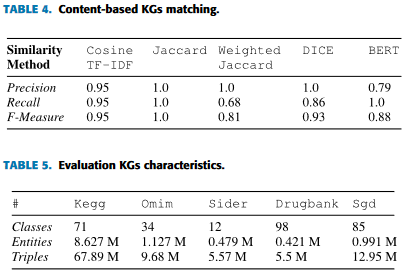 TABLE 4. Content-based KGs matching.
Similarity Method Cosine TF-IDF Jaccard Weighted Jaccard DICE BERT
Precision 0.95 1.0 1.0 1.0 0.79
Recall 0.95 1.0 0.68 0.86 1.0
F-Measure 0.95 1.0 0.81 0.93 0.88
TABLE 5. Evaluation KGs characteristics.
# Kegg Omim Sider Drugbank Sgd
Classes 71 34 12 98 85
Entities 8.627 M 1.127 M 0.479 M 0.421 M 0.991 M
Triples 67.89 M 9.68 M 5.57 M 5.5 M 12.95 M